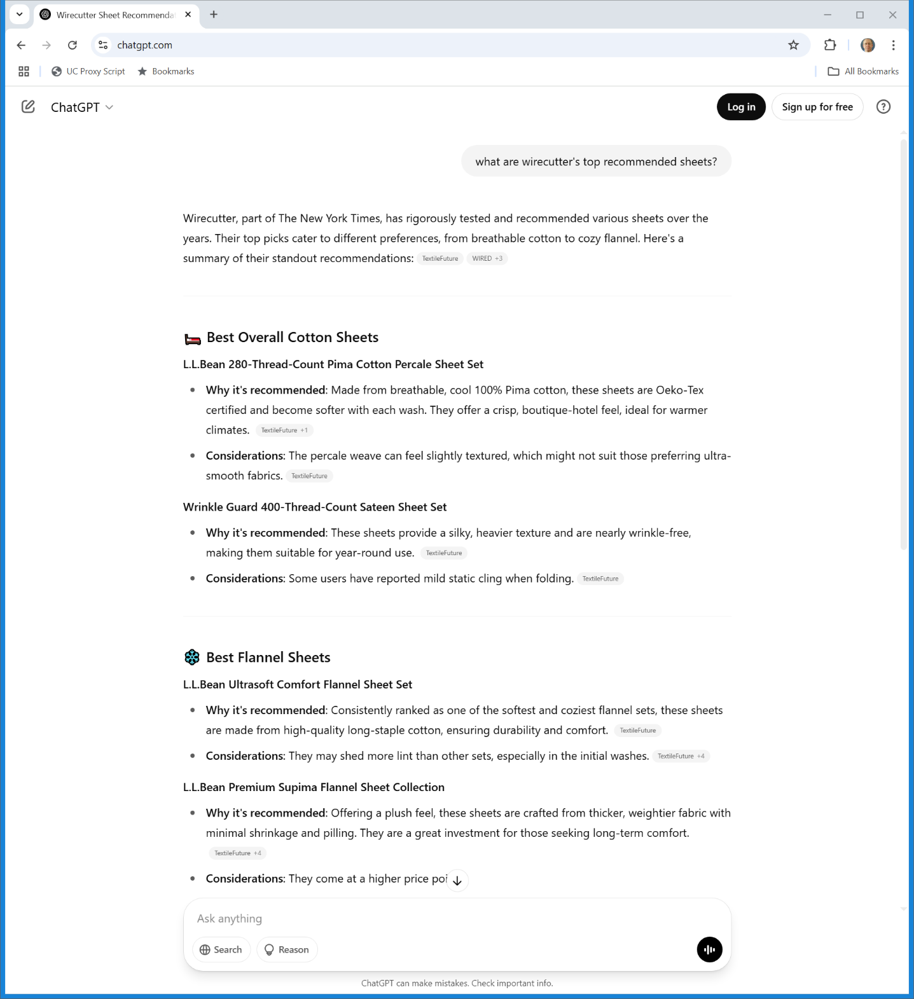 Wirecutter Sheet Recommenda
chatgpt.com
UC Proxy Script
Bookmarks
All Bookmarks
ChatGPT
Log in
Sign up for free
what are wirecutter's top recommended sheets?
Wirecutter, part of The New York Times, has rigorously tested and recommended various sheets over the
years. Their top picks cater to different preferences, from breathable cotton to cozy flannel. Here's a
summary of their standout recommendations: TextileFuture WIRED +3
Best Overall Cotton Sheets
L.L.Bean 280-Thread-Count Pima Cotton Percale Sheet Set
• Why it's recommended: Made from breathable, cool 100% Pima cotton, these sheets are Oeko-Tex
certified and become softer with each wash. They offer a crisp, boutique-hotel feel, ideal for warmer
climates. TextileFuture +1
• Considerations: The percale weave can feel slightly textured, which might not suit those preferring ultra-
smooth fabrics. TextileFuture
Wrinkle Guard 400-Thread-Count Sateen Sheet Set
• Why it's recommended: These sheets provide a silky, heavier texture and are nearly wrinkle-free,
making them suitable for year-round use. TextileFuture
• Considerations: Some users have reported mild static cling when folding. TextileFuture
Best Flannel Sheets
L.L.Bean Ultrasoft Comfort Flannel Sheet Set
• Why it's recommended: Consistently ranked as one of the softest and coziest flannel sets, these sheets
are made from high-quality long-staple cotton, ensuring durability and comfort. TextileFuture
• Considerations: They may shed more lint than other sets, especially in the initial washes. TextileFuture +4
L.L.Bean Premium Supima Flannel Sheet Collection
• Why it's recommended: Offering a plush feel, these sheets are crafted from thicker, weightier fabric with
minimal shrinkage and pilling. They are a great investment for those seeking long-term comfort.
TextileFuture +4
• Considerations: They come at a higher price poi
Ask anything
Search
Reason
ChatGPT can make mistakes. Check important info.